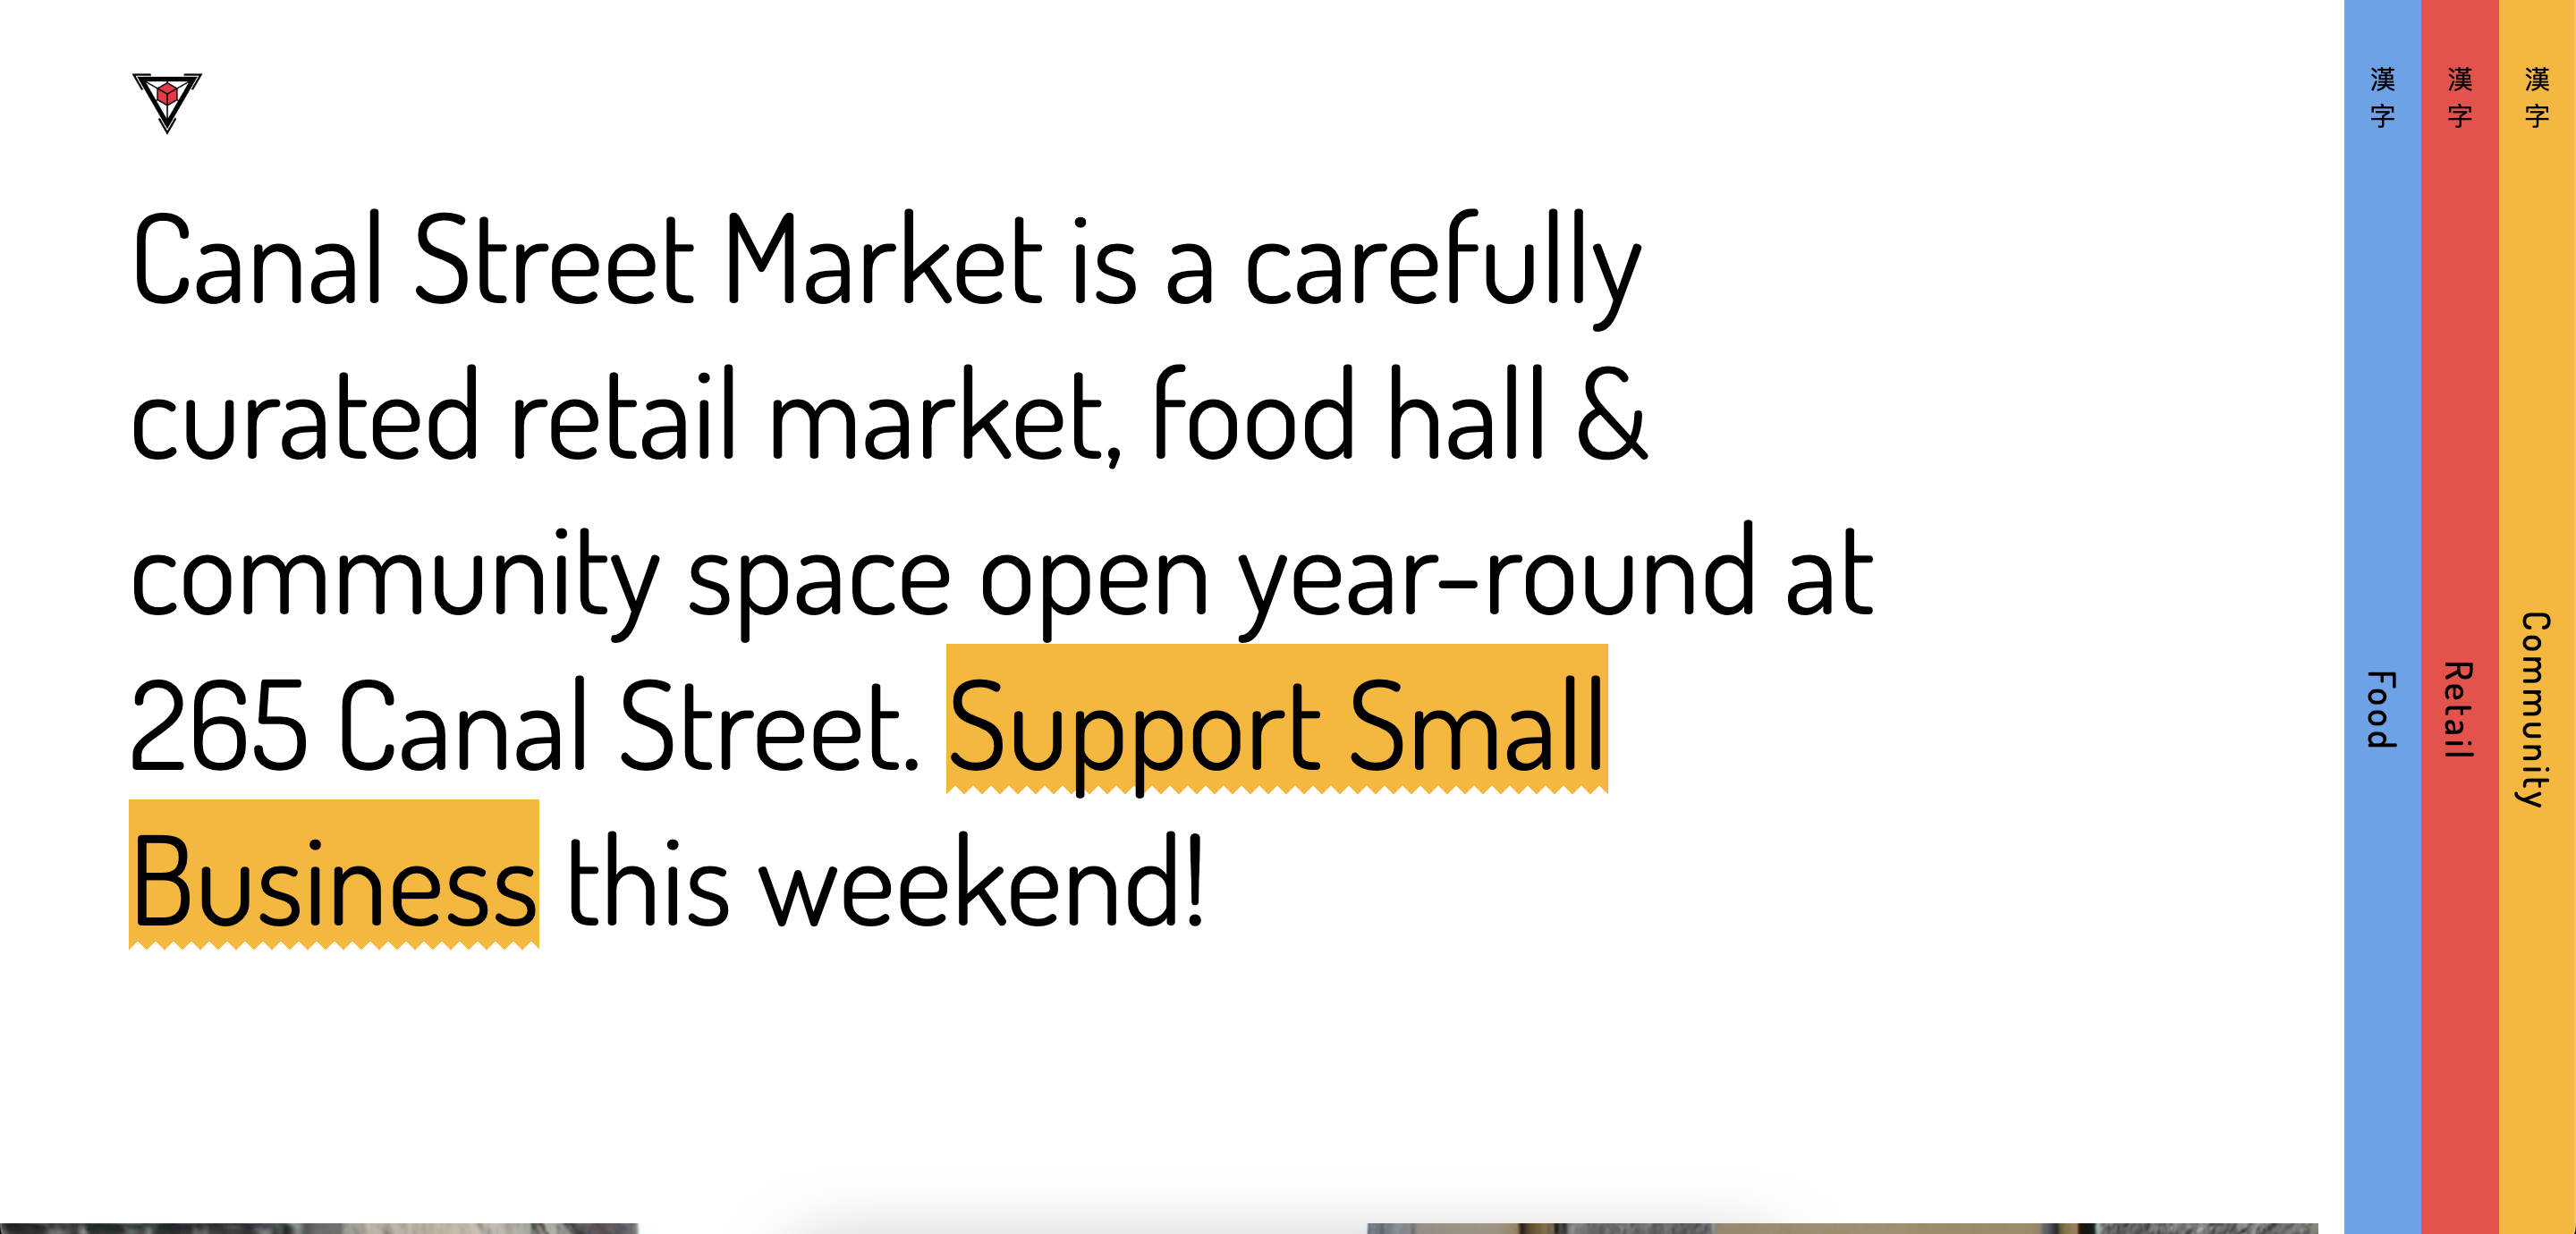 Canal Street Market is a carefully
curated retail market, food hall &
community space open year-round at
265 Canal Street. Support Small
Business this weekend!
漢字
Food
漢字
Retail
漢字
Community